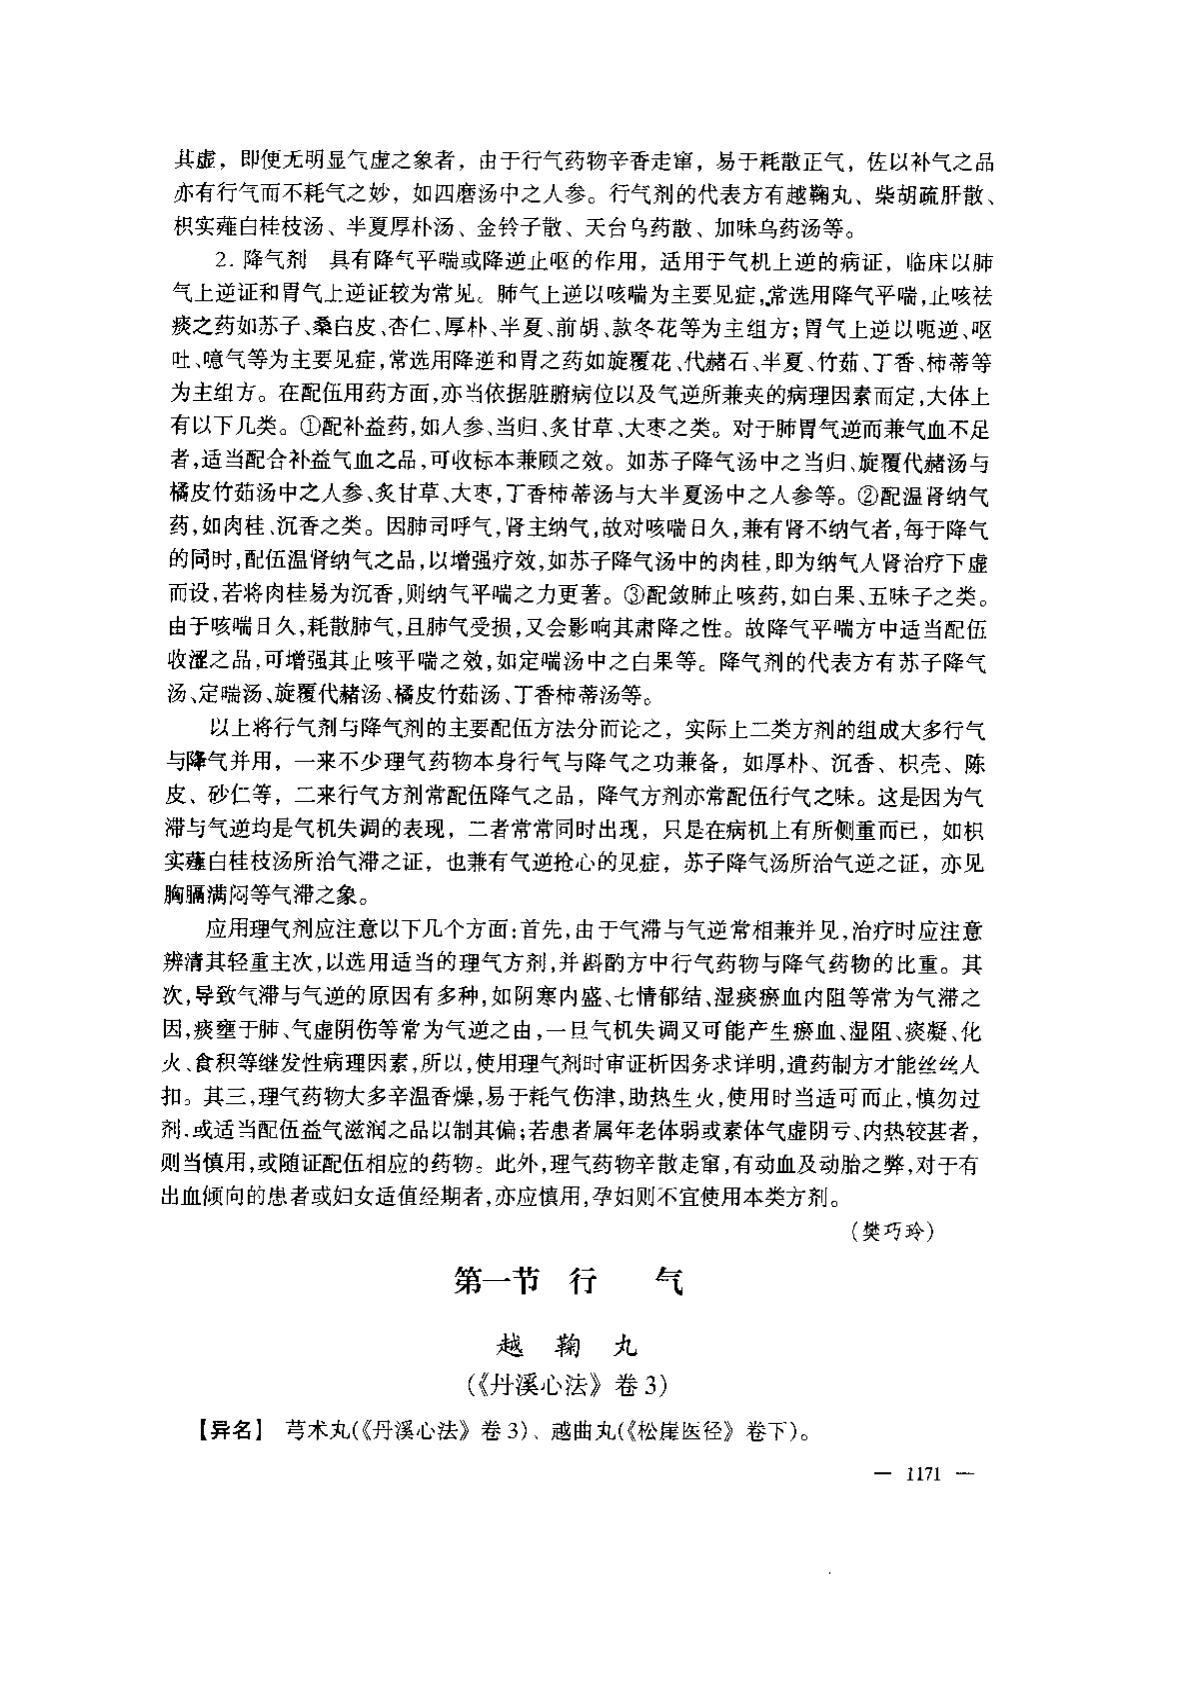 其虚，即便无明显气虚之象者，由于行气药物辛香走窜，易于耗散正气，佐以补气之品
亦有行气而不耗气之妙，如四磨汤中之人参。行气剂的代表方有越鞠丸、柴胡疏肝散、
枳实薤白桂枝汤、半夏厚朴汤、金铃子散、天台乌药散、加味乌药汤等。
2. 降气剂　具有降气平喘或降逆止呕的作用，适用于气机上逆的病证，临床以肺
气上逆证和胃气上逆证较为常见。肺气上逆以咳喘为主要见症,常选用降气平喘,止咳祛
痰之药如苏子、桑白皮、杏仁、厚朴、半夏、前胡、款冬花等为主组方;胃气上逆以呃逆、呕
吐、噫气等为主要见症,常选用降逆和胃之药如旋覆花、代赭石、半夏、竹茹、丁香、柿蒂等
为主组方。在配伍用药方面,亦当依据脏腑病位以及气逆所兼夹的病理因素而定,大体上
有以下几类。①配补益药,如人参、当归、炙甘草、大枣之类。对于肺胃气逆而兼气血不足
者,适当配合补益气血之品,可收标本兼顾之效。如苏子降气汤中之当归、旋覆代赭汤与
橘皮竹茹汤中之人参、炙甘草、大枣,丁香柿蒂汤与大半夏汤中之人参等。②配温肾纳气
药,如肉桂、沉香之类。因肺司呼气,肾主纳气,故对咳喘日久,兼有肾不纳气者,每于降气
的同时,配伍温肾纳气之品,以增强疗效,如苏子降气汤中的肉桂,即为纳气人肾治疗下虚
而设,若将肉桂易为沉香,则纳气平喘之力更著。③配敛肺止咳药,如白果、五味子之类。
由于咳喘日久,耗散肺气,且肺气受损,又会影响其肃降之性。故降气平喘方中适当配伍
收涩之品,可增强其止咳平喘之效,如定喘汤中之白果等。降气剂的代表方有苏子降气
汤、定喘汤、旋覆代赭汤、橘皮竹茹汤、丁香柿蒂汤等。
以上将行气剂与降气剂的主要配伍方法分而论之，实际上二类方剂的组成大多行气
与降气并用，一来不少理气药物本身行气与降气之功兼备，如厚朴、沉香、枳壳、陈
皮、砂仁等，二来行气方剂常配伍降气之品，降气方剂亦常配伍行气之味。这是因为气
滞与气逆均是气机失调的表现，二者常常同时出现，只是在病机上有所侧重而已，如枳
实薤白桂枝汤所治气滞之证，也兼有气逆抢心的见症，苏子降气汤所治气逆之证，亦见
胸膈满闷等气滞之象。
应用理气剂应注意以下几个方面:首先,由于气滞与气逆常相兼并见,治疗时应注意
辨清其轻重主次,以选用适当的理气方剂,并斟酌方中行气药物与降气药物的比重。其
次,导致气滞与气逆的原因有多种,如阴寒内盛、七情郁结、湿痰瘀血内阻等常为气滞之
因,痰壅于肺、气虚阴伤等常为气逆之由,一旦气机失调又可能产生瘀血、湿阻、痰凝、化
火、食积等继发性病理因素,所以,使用理气剂时审证析因务求详明,遣药制方才能丝丝人
扣。其三,理气药物大多辛温香燥,易于耗气伤津,助热生火,使用时当适可而止,慎勿过
剂,或适当配伍益气滋润之品以制其偏;若患者属年老体弱或素体气虚阴亏、内热较甚者,
则当慎用,或随证配伍相应的药物。此外,理气药物辛散走窜,有动血及动胎之弊,对于有
出血倾向的患者或妇女适值经期者,亦应慎用,孕妇则不宜使用本类方剂。
（樊巧玲）
第一节　行　气
越　鞠　丸
(《丹溪心法》卷3)
【异名】　芎术丸(《丹溪心法》卷3)、越曲丸(《松崖医径》卷下)。
— 1171 —